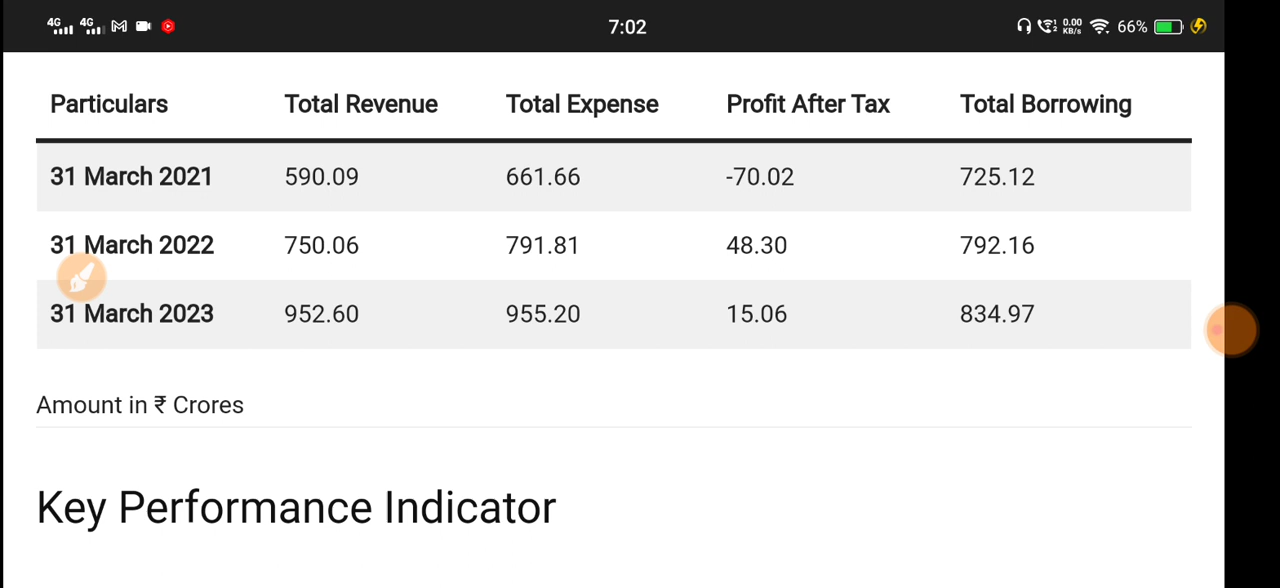 4G 4G 7:02 0.00 KB/s 66%
Particulars Total Revenue Total Expense Profit After Tax Total Borrowing
31 March 2021 590.09 661.66 -70.02 725.12
31 March 2022 750.06 791.81 48.30 792.16
31 March 2023 952.60 955.20 15.06 834.97
Amount in ₹ Crores
Key Performance Indicator